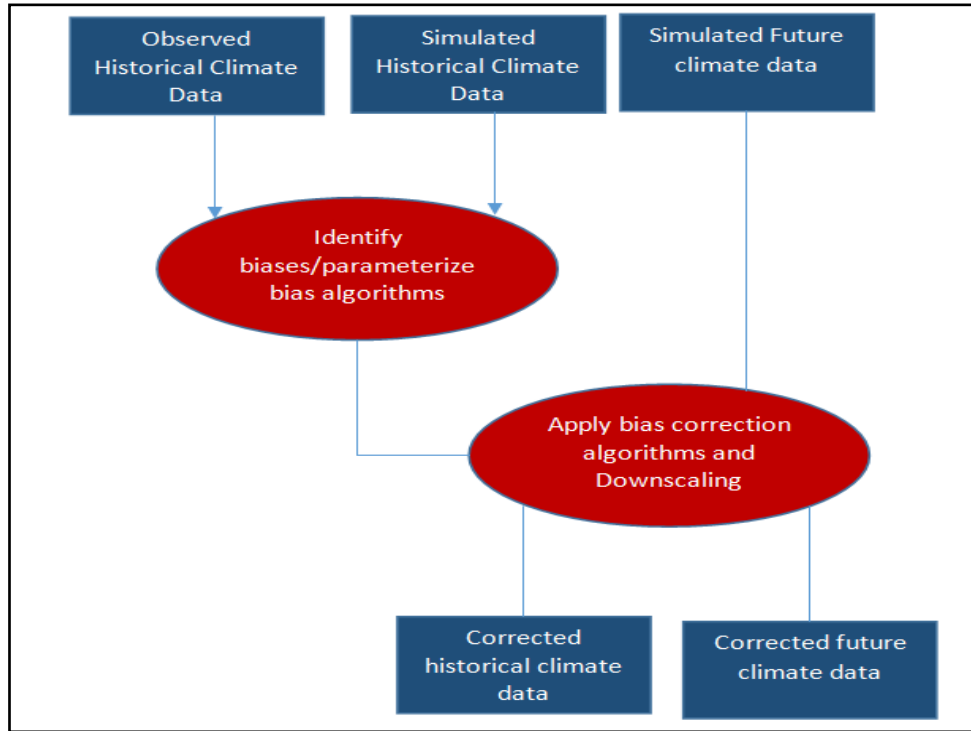 Observed
Historical Climate
Data
Simulated
Historical Climate
Data
Simulated Future
climate data
Identify
biases/parameterize
bias algorithms
Apply bias correction
algorithms and
Downscaling
Corrected
historical climate
data
Corrected future
climate data